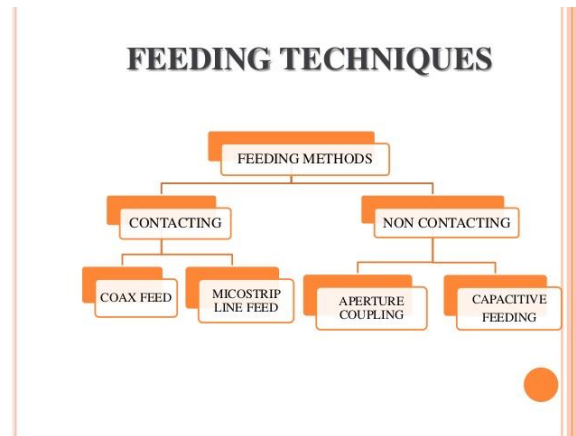 FEEDING TECHNIQUES
FEEDING METHODS
CONTACTING
NON CONTACTING
COAX FEED
MICOSTRIP
LINE FEED
APERTURE
COUPLING
CAPACITIVE
FEEDING